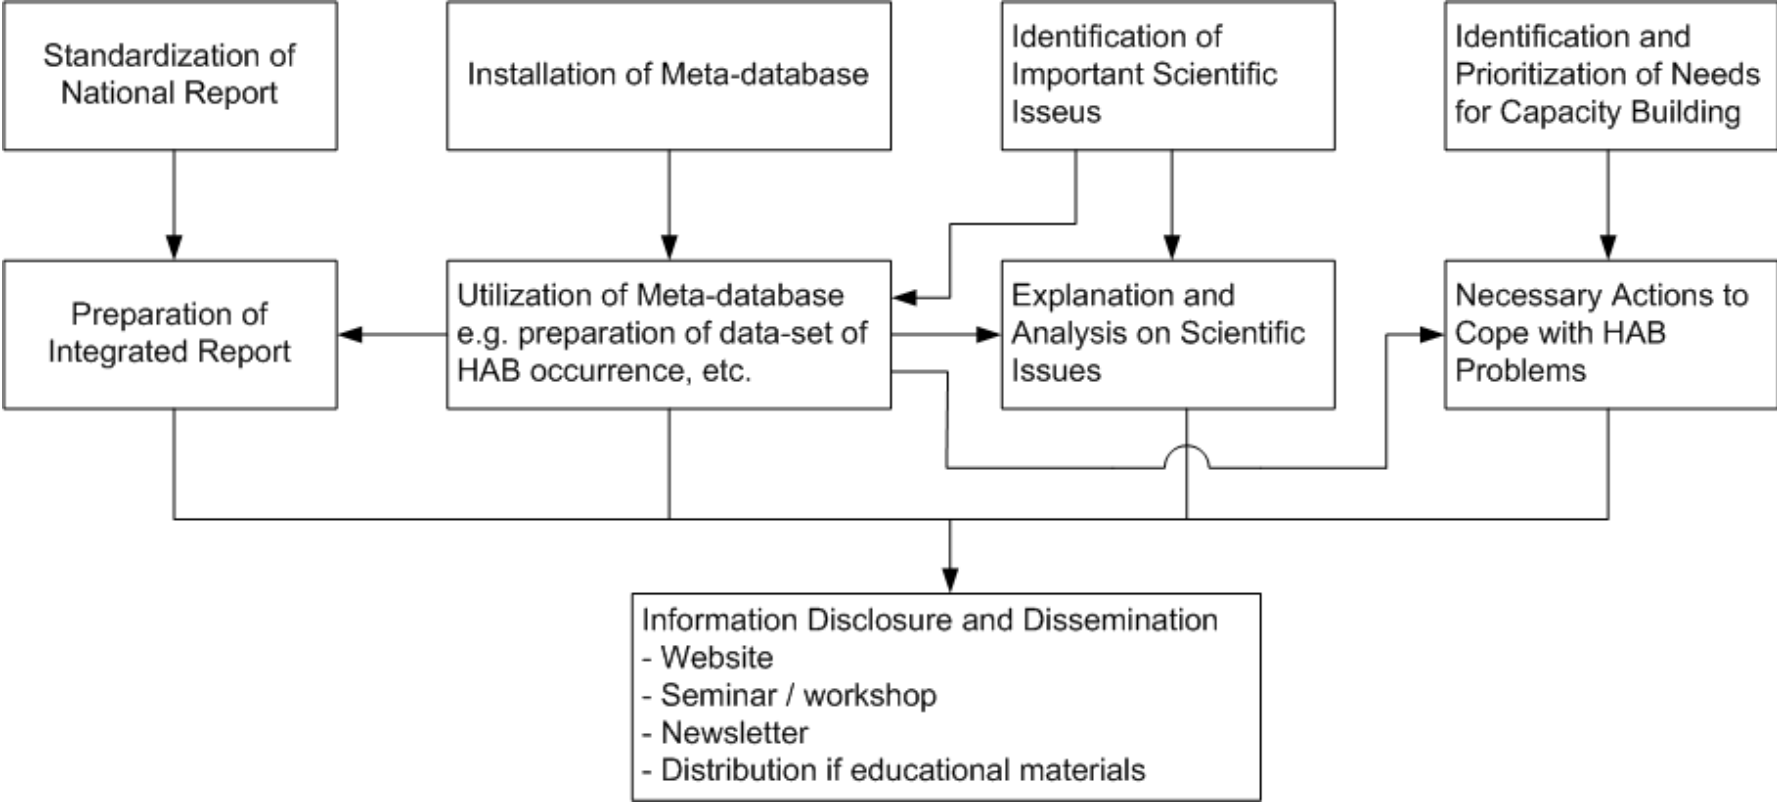 Standardization of
National Report
Installation of Meta-database
Identification of
Important Scientific
Isseus
Identification and
Prioritization of Needs
for Capacity Building
Preparation of
Integrated Report
Utilization of Meta-database
e.g. preparation of data-set of
HAB occurrence, etc.
Explanation and
Analysis on Scientific
Issues
Necessary Actions to
Cope with HAB
Problems
Information Disclosure and Dissemination
- Website
- Seminar / workshop
- Newsletter
- Distribution if educational materials